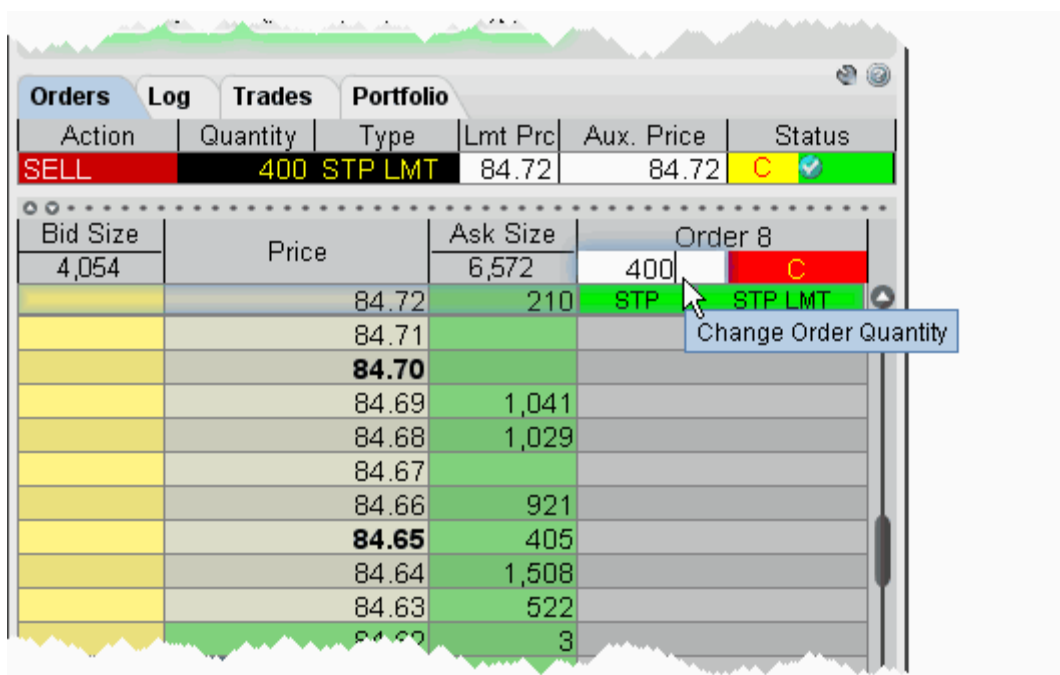 Orders Log Trades Portfolio
Action Quantity Type Lmt Prc Aux. Price Status
SELL 400 STP LMT 84.72 84.72 C
Bid Size Price Ask Size Order 8
4,054 6,572 400 C
84.72 210 STP STP LMT
Change Order Quantity
84.71
84.70
84.69 1,041
84.68 1,029
84.67
84.66 921
84.65 405
84.64 1,508
84.63 522
84.62 3